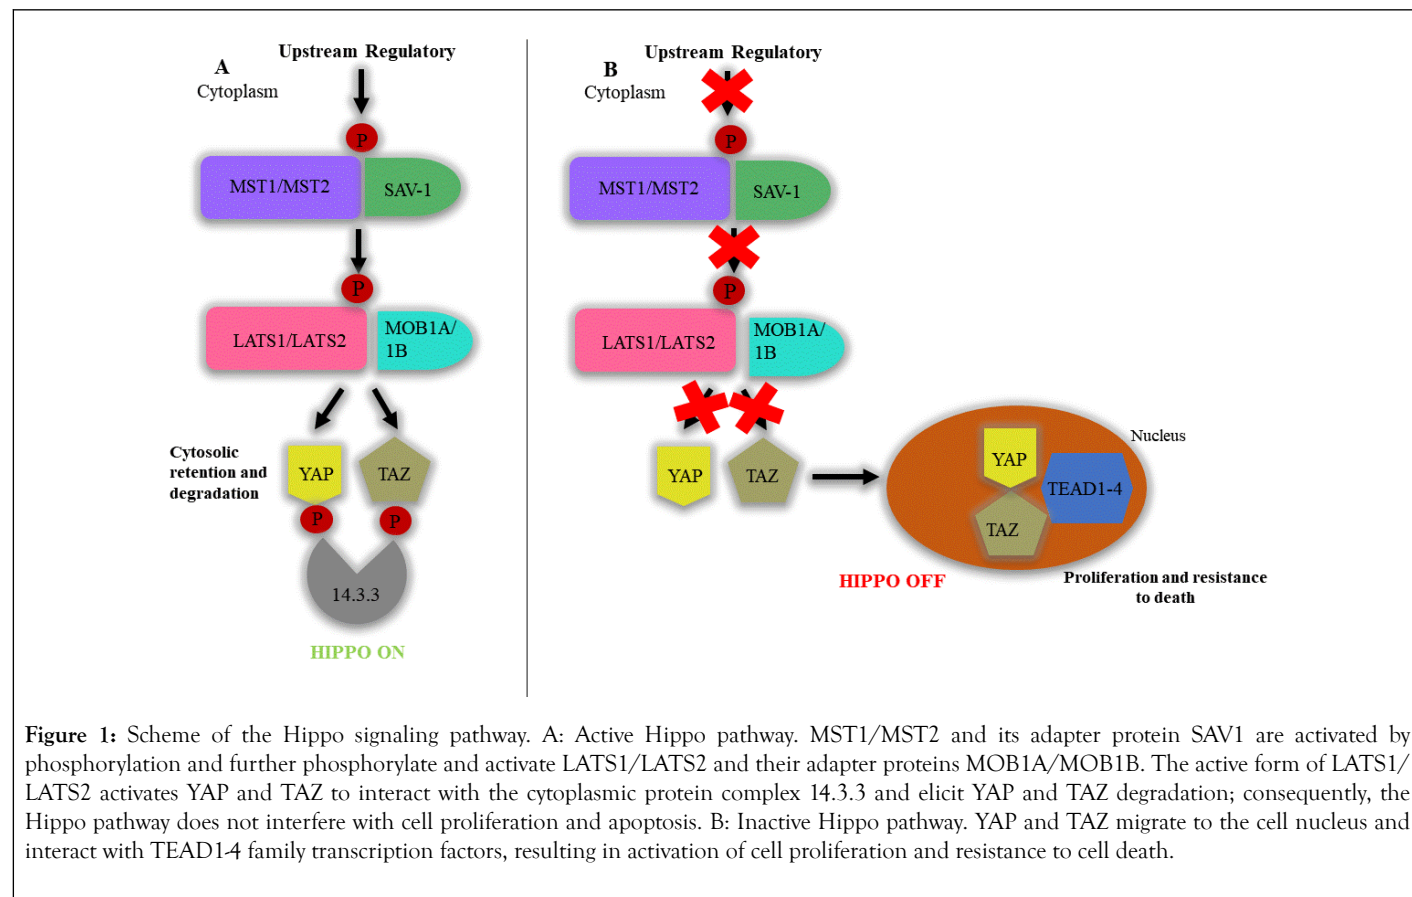 Upstream Regulatory
A
Cytoplasm
P
MST1/MST2
SAV-1
P
LATS1/LATS2
MOB1A/
1B
Cytosolic
retention and
degradation
YAP
TAZ
P
P
14.3.3
HIPPO ON
Upstream Regulatory
B
Cytoplasm
P
MST1/MST2
SAV-1
P
LATS1/LATS2
MOB1A/
1B
YAP
TAZ
Nucleus
YAP
TEAD1-4
TAZ
HIPPO OFF
Proliferation and resistance
to death
Figure 1: Scheme of the Hippo signaling pathway. A: Active Hippo pathway. MST1/MST2 and its adapter protein SAV1 are activated by
phosphorylation and further phosphorylate and activate LATS1/LATS2 and their adapter proteins MOB1A/MOB1B. The active form of LATS1/
LATS2 activates YAP and TAZ to interact with the cytoplasmic protein complex 14.3.3 and elicit YAP and TAZ degradation; consequently, the
Hippo pathway does not interfere with cell proliferation and apoptosis. B: Inactive Hippo pathway. YAP and TAZ migrate to the cell nucleus and
interact with TEAD1-4 family transcription factors, resulting in activation of cell proliferation and resistance to cell death.